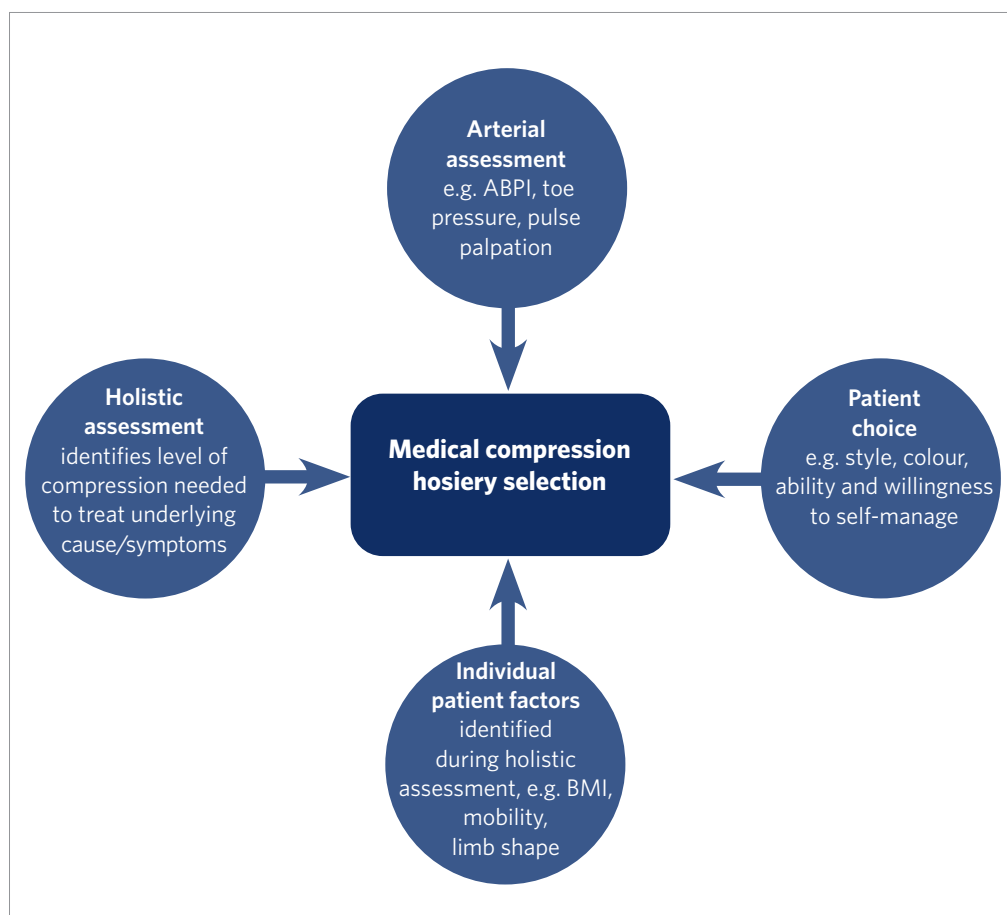 Arterial
assessment
e.g. ABPI, toe
pressure, pulse
palpation
Holistic
assessment
identifies level of
compression needed
to treat underlying
cause/symptoms
Medical compression
hosiery selection
Patient
choice
e.g. style, colour,
ability and willingness
to self-manage
Individual
patient factors
identified
during holistic
assessment, e.g. BMI,
mobility,
limb shape